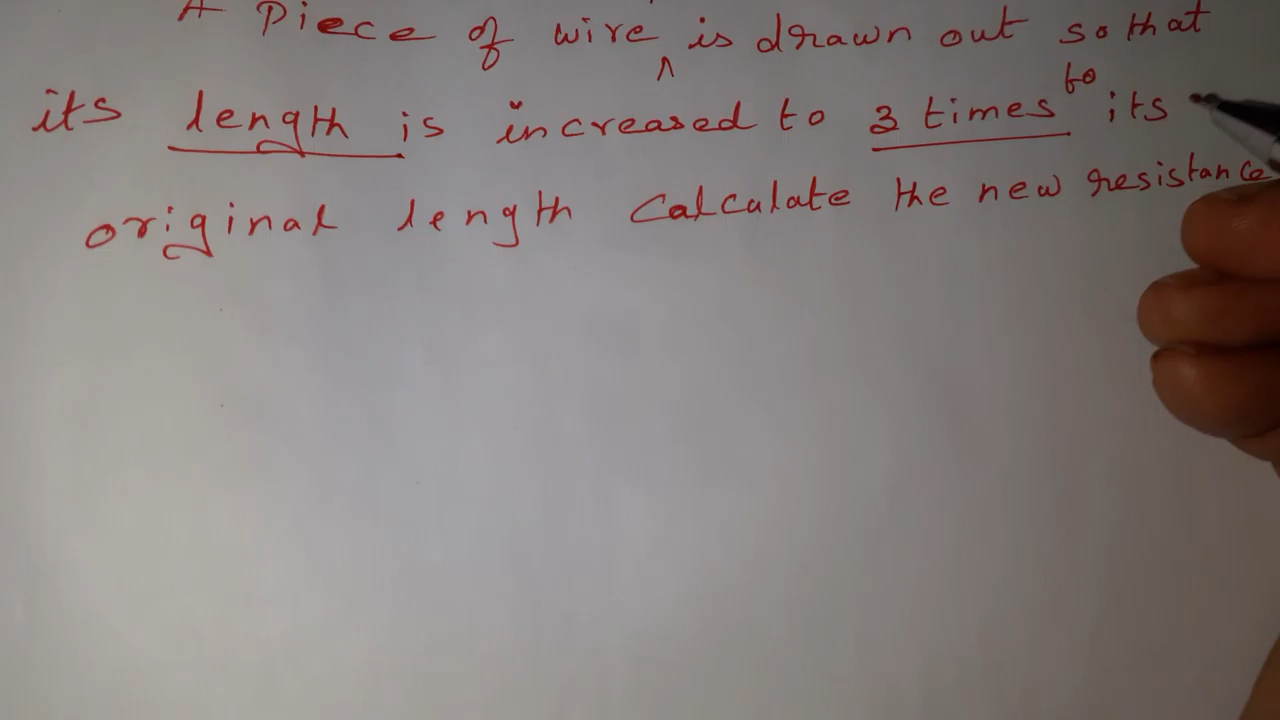 A Piece of wire ^ is drawn out so that
its length is increased to 3 times to its
original length Calculate the new resistance